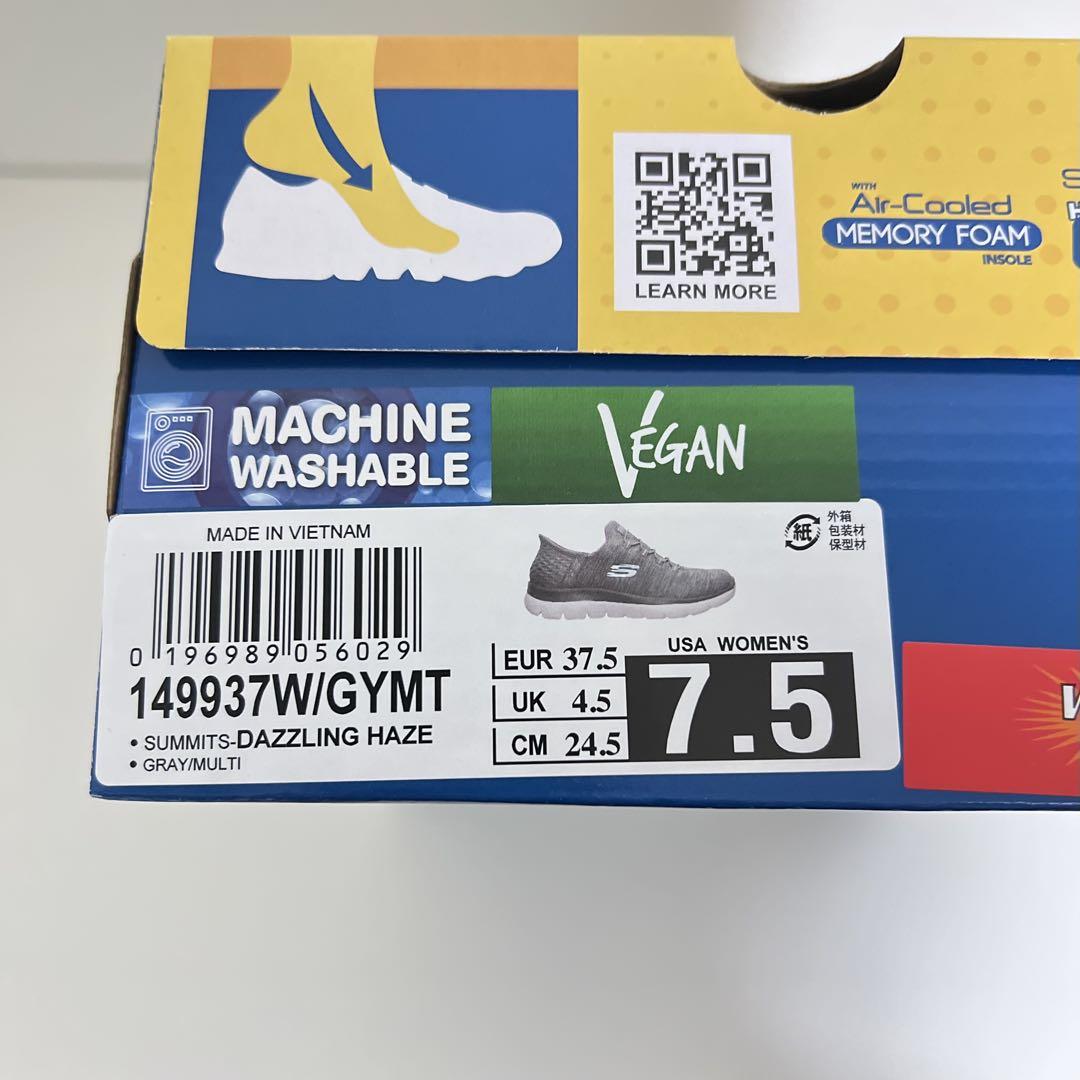 LEARN MORE
WITH
Air-Cooled
MEMORY FOAM
INSOLE
S
MACHINE
WASHABLE
VEGAN
MADE IN VIETNAM
0 196989 056029
149937W/GYMT
• SUMMITS-DAZZLING HAZE
• GRAY/MULTI
紙
外箱
包装材
保型材
S
EUR 37.5
UK 4.5
CM 24.5
USA WOMEN'S
7.5